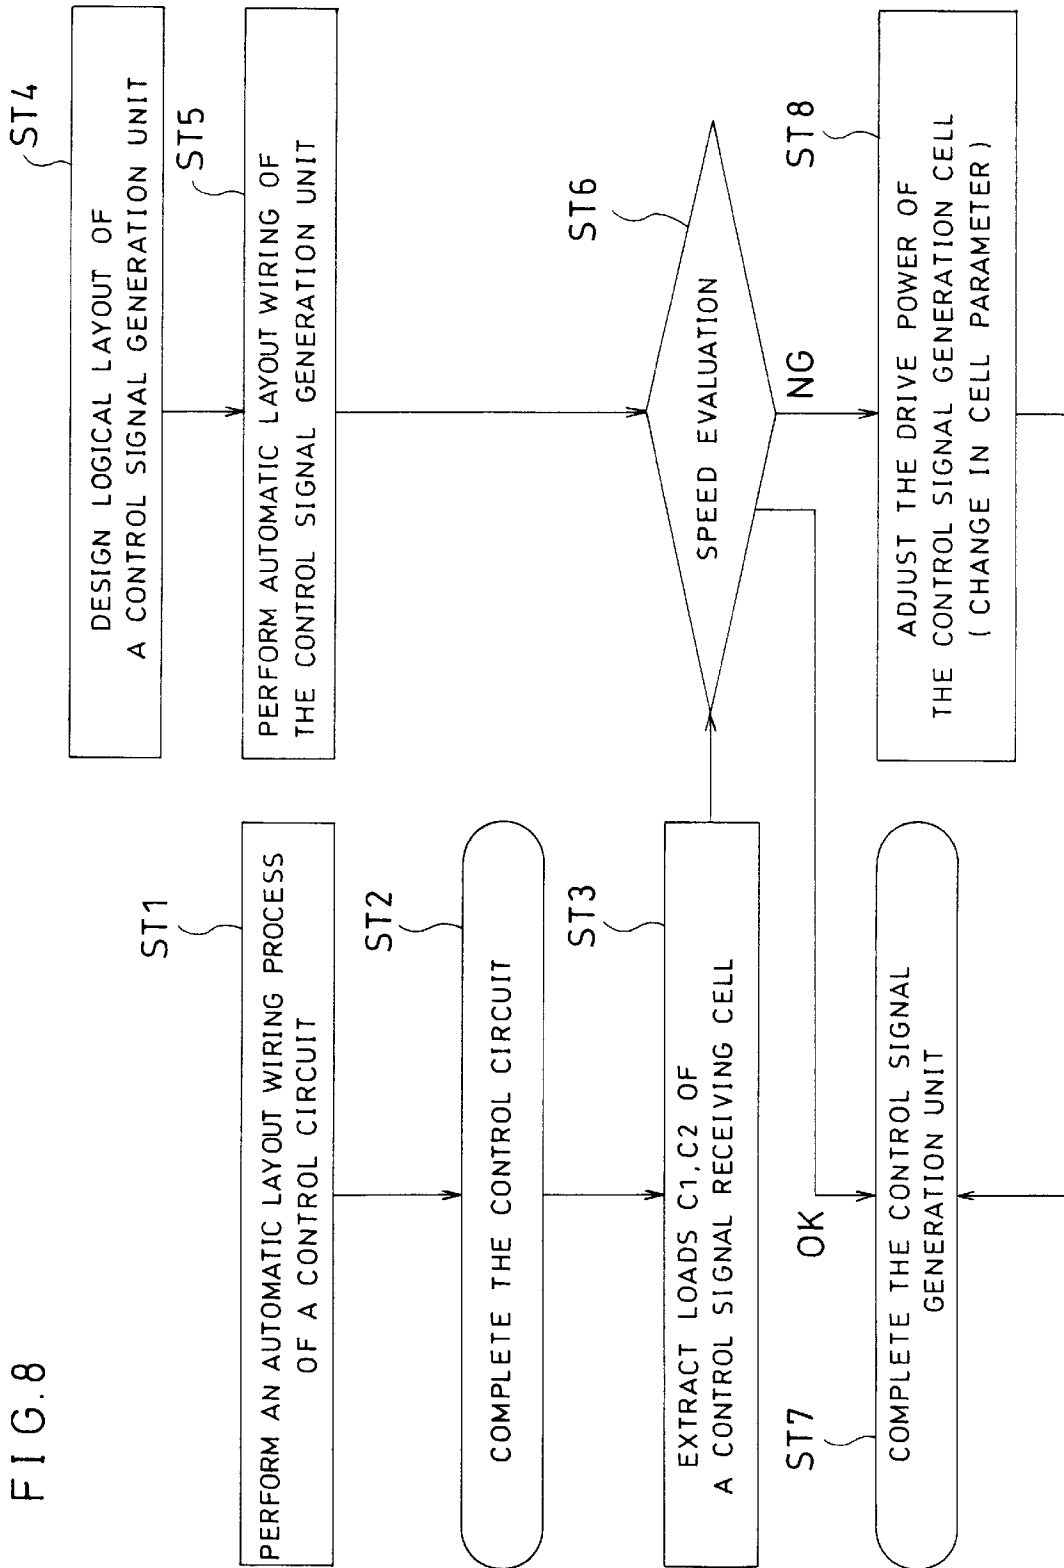 FIG.8
ST1
PERFORM AN AUTOMATIC LAYOUT WIRING PROCESS
OF A CONTROL CIRCUIT
ST2
COMPLETE THE CONTROL CIRCUIT
ST3
EXTRACT LOADS C1,C2 OF
A CONTROL SIGNAL RECEIVING CELL
OK
ST7
COMPLETE THE CONTROL SIGNAL
GENERATION UNIT
ST4
DESIGN LOGICAL LAYOUT OF
A CONTROL SIGNAL GENERATION UNIT
ST5
PERFORM AUTOMATIC LAYOUT WIRING OF
THE CONTROL SIGNAL GENERATION UNIT
ST6
SPEED EVALUATION
NG
ST8
ADJUST THE DRIVE POWER OF
THE CONTROL SIGNAL GENERATION CELL
(CHANGE IN CELL PARAMETER)